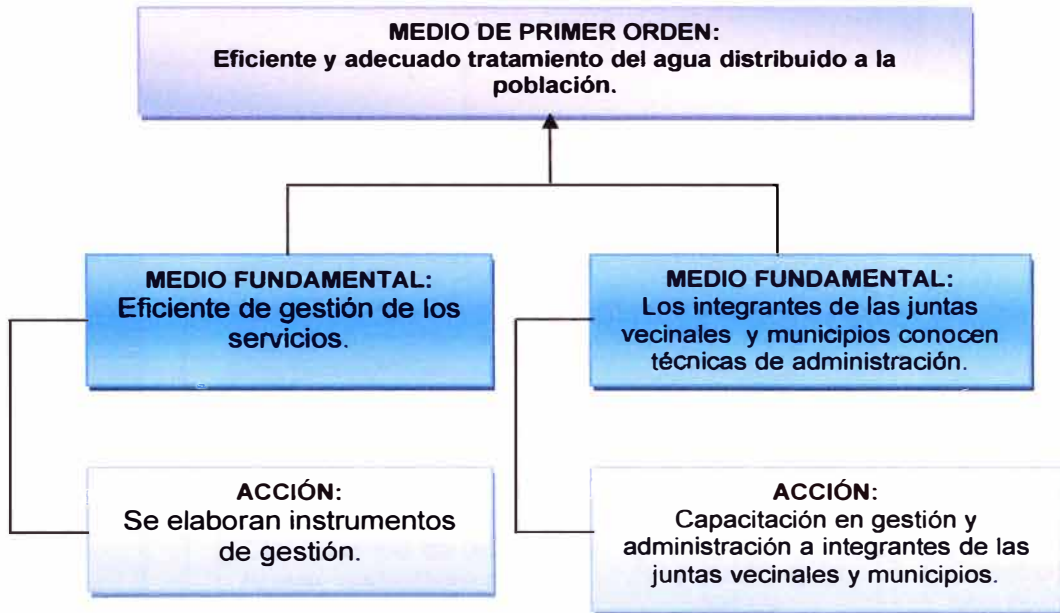 MEDIO DE PRIMER ORDEN:
Eficiente y adecuado tratamiento del agua distribuido a la
población.
MEDIO FUNDAMENTAL:
Eficiente de gestión de los
servicios.
MEDIO FUNDAMENTAL:
Los integrantes de las juntas
vecinales y municipios conocen
técnicas de administración.
ACCIÓN:
Se elaboran instrumentos
de gestión.
ACCIÓN:
Capacitación en gestión y
administración a integrantes de las
juntas vecinales y municipios.